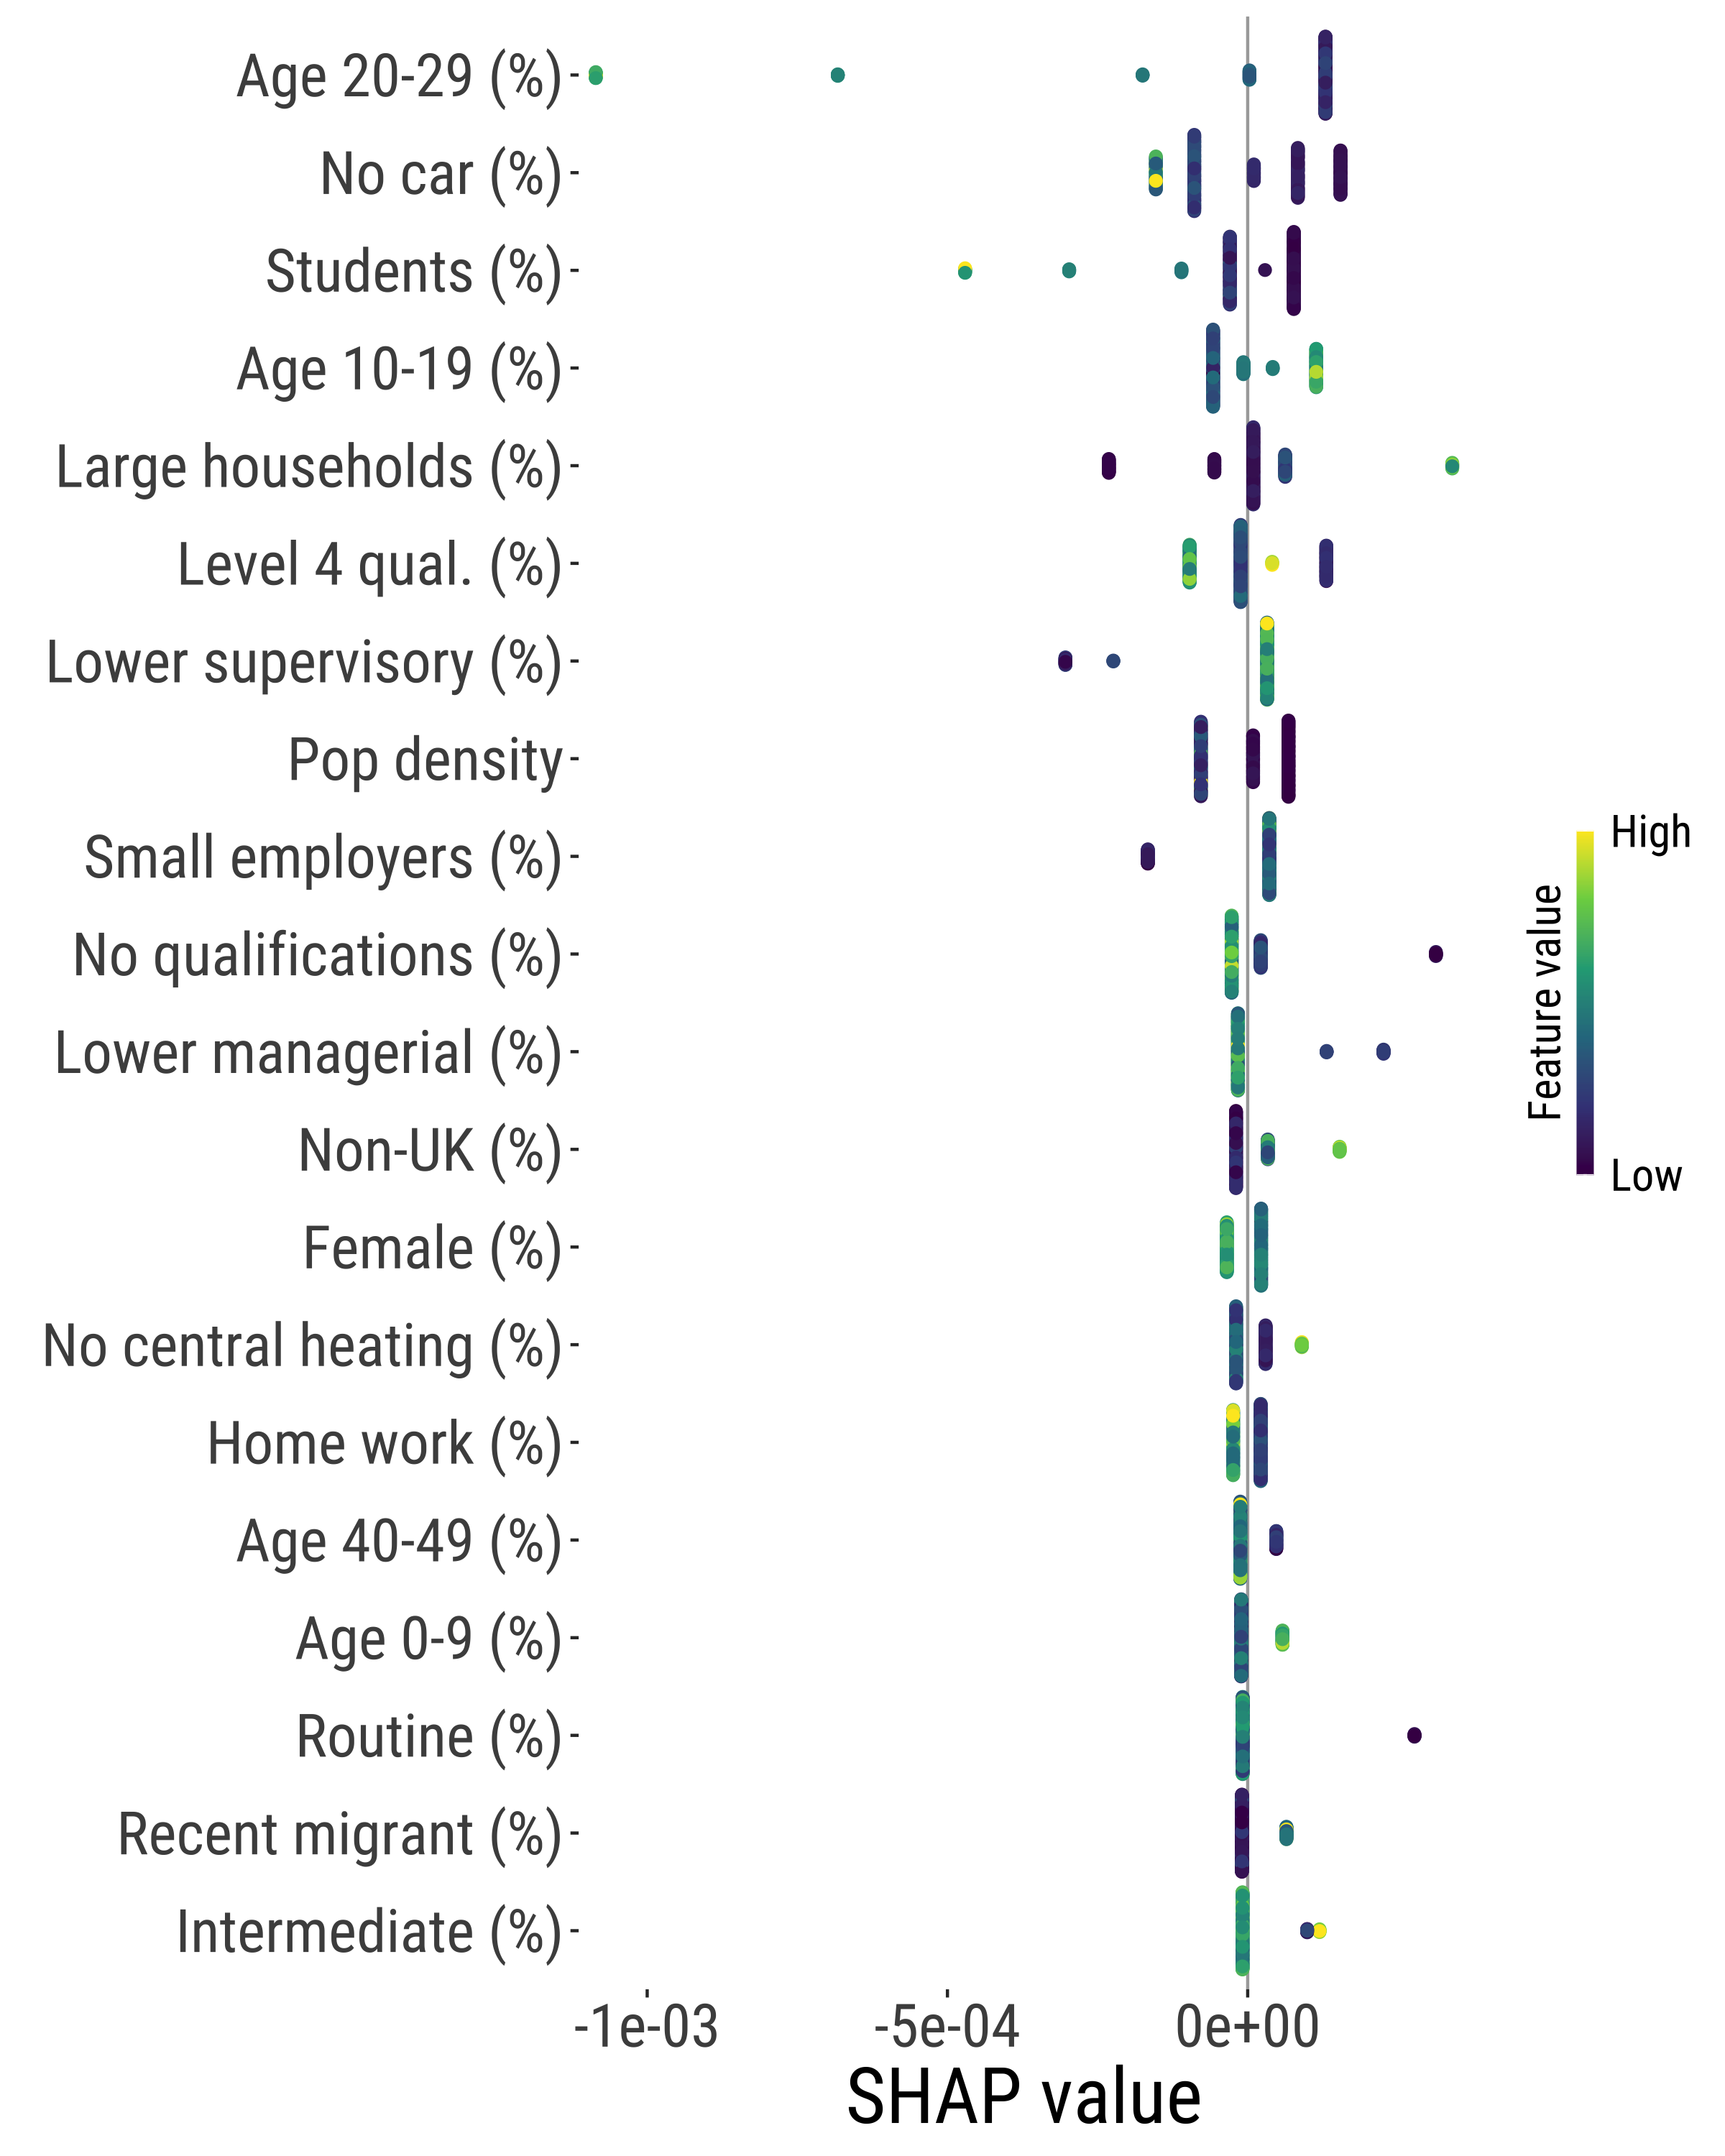 Age 20-29 (%)
No car (%)
Students (%)
Age 10-19 (%)
Large households (%)
Level 4 qual. (%)
Lower supervisory (%)
Pop density
Small employers (%)
No qualifications (%)
Lower managerial (%)
Non-UK (%)
Female (%)
No central heating (%)
Home work (%)
Age 40-49 (%)
Age 0-9 (%)
Routine (%)
Recent migrant (%)
Intermediate (%)
-1e-03 -5e-04 0e+00
SHAP value
High
Feature value
Low